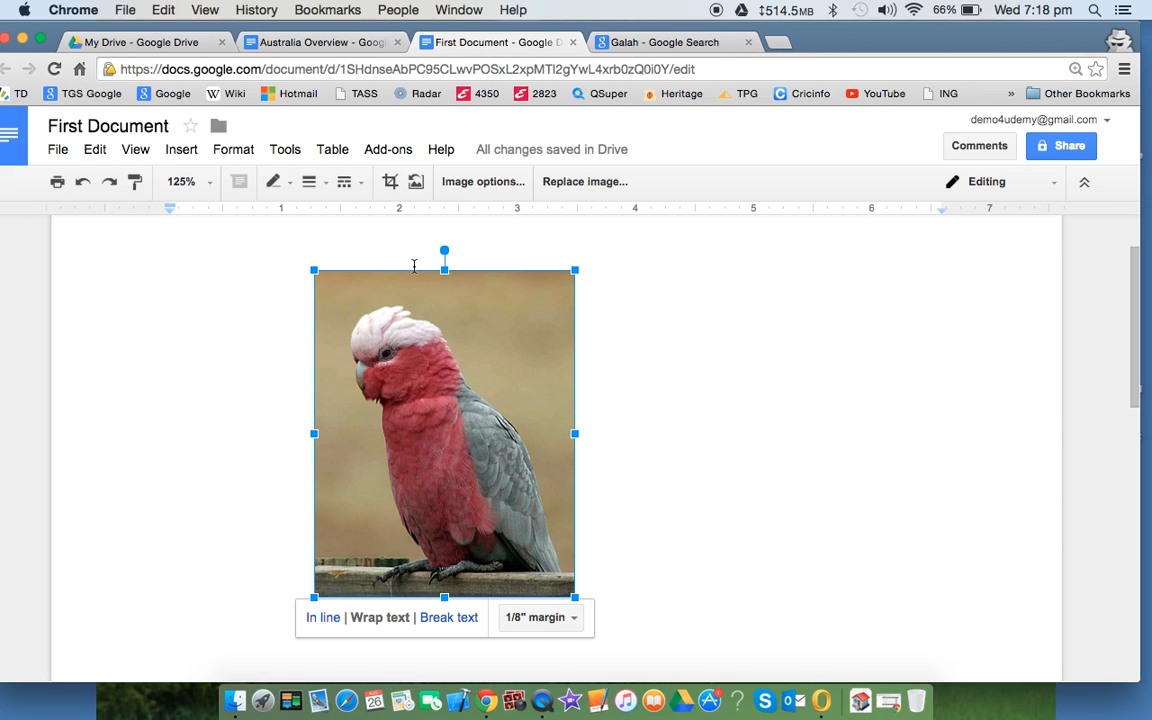 Chrome File Edit View History Bookmarks People Window Help ↕514.5MB 66% Wed 7:18 pm
My Drive - Google Drive × Australia Overview - Goog × First Document - Google D × Galah - Google Search ×
https://docs.google.com/document/d/1SHdnseAbPC95CLwvPOSxL2xpMTl2gYwL4xrb0zQ0i0Y/edit
TD TGS Google Google Wiki Hotmail TASS Radar 4350 2823 QSuper Heritage TPG Cricinfo YouTube ING » Other Bookmarks
First Document demo4udemy@gmail.com
File Edit View Insert Format Tools Table Add-ons Help All changes saved in Drive Comments Share
125% Image options... Replace image... Editing
1 2 3 4 5 6 7
In line | Wrap text | Break text 1/8" margin
26